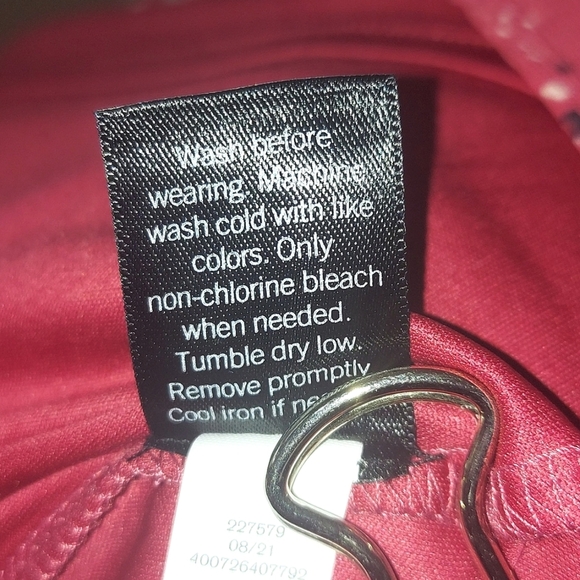 Wash before
wearing. Machine
wash cold with like
colors. Only
non-chlorine bleach
when needed.
Tumble dry low.
Remove promptly
Cool iron if
227579
08/21
400726407792